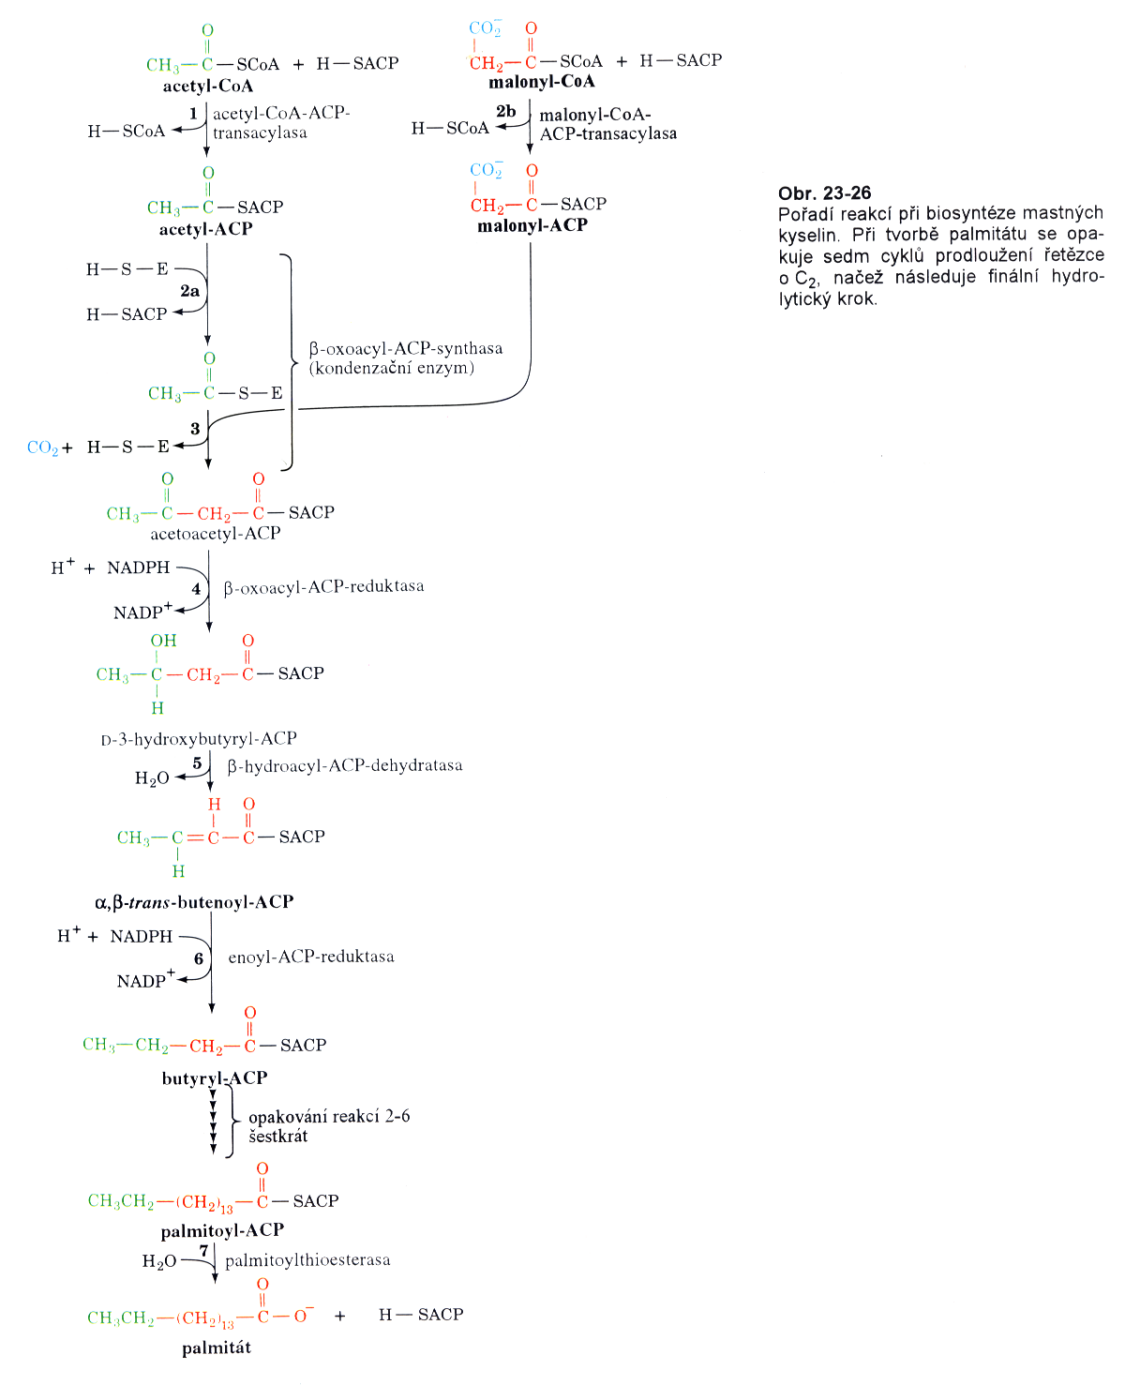 O
CH₃—C—SCoA + H—SACP
acetyl-CoA
CO₂⁻ O
CH₂—C—SCoA + H—SACP
malonyl-CoA
1 acetyl-CoA-ACP-
transacylasa
H—SCoA
2b malonyl-CoA-
ACP-transacylasa
H—SCoA
O
CH₃—C—SACP
acetyl-ACP
CO₂⁻ O
CH₂—C—SACP
malonyl-ACP
Obr. 23-26
Pořadí reakcí při biosyntéze mastných
kyselin. Při tvorbě palmitátu se opa-
kuje sedm cyklů prodloužení řetězce
o C₂, načež následuje finální hydro-
lytický krok.
H—S—E
2a
H—SACP
β-oxoacyl-ACP-synthasa
(kondenzační enzym)
O
CH₃—C—S—E
3
CO₂ + H—S—E
O O
CH₃—C—CH₂—C—SACP
acetoacetyl-ACP
H⁺ + NADPH
4 β-oxoacyl-ACP-reduktasa
NADP⁺
OH O
CH₃—C—CH₂—C—SACP
H
D-3-hydroxybutyryl-ACP
5 β-hydroacyl-ACP-dehydratasa
H₂O
H O
CH₃—C=C—C—SACP
H
α,β-trans-butenoyl-ACP
H⁺ + NADPH
6 enoyl-ACP-reduktasa
NADP⁺
O
CH₃—CH₂—CH₂—C—SACP
butyryl-ACP
opakování reakcí 2-6
šestkrát
O
CH₃CH₂—(CH₂)₁₃—C—SACP
palmitoyl-ACP
H₂O 7 palmitoylthioesterasa
O
CH₃CH₂—(CH₂)₁₃—C—O⁻ + H—SACP
palmitát